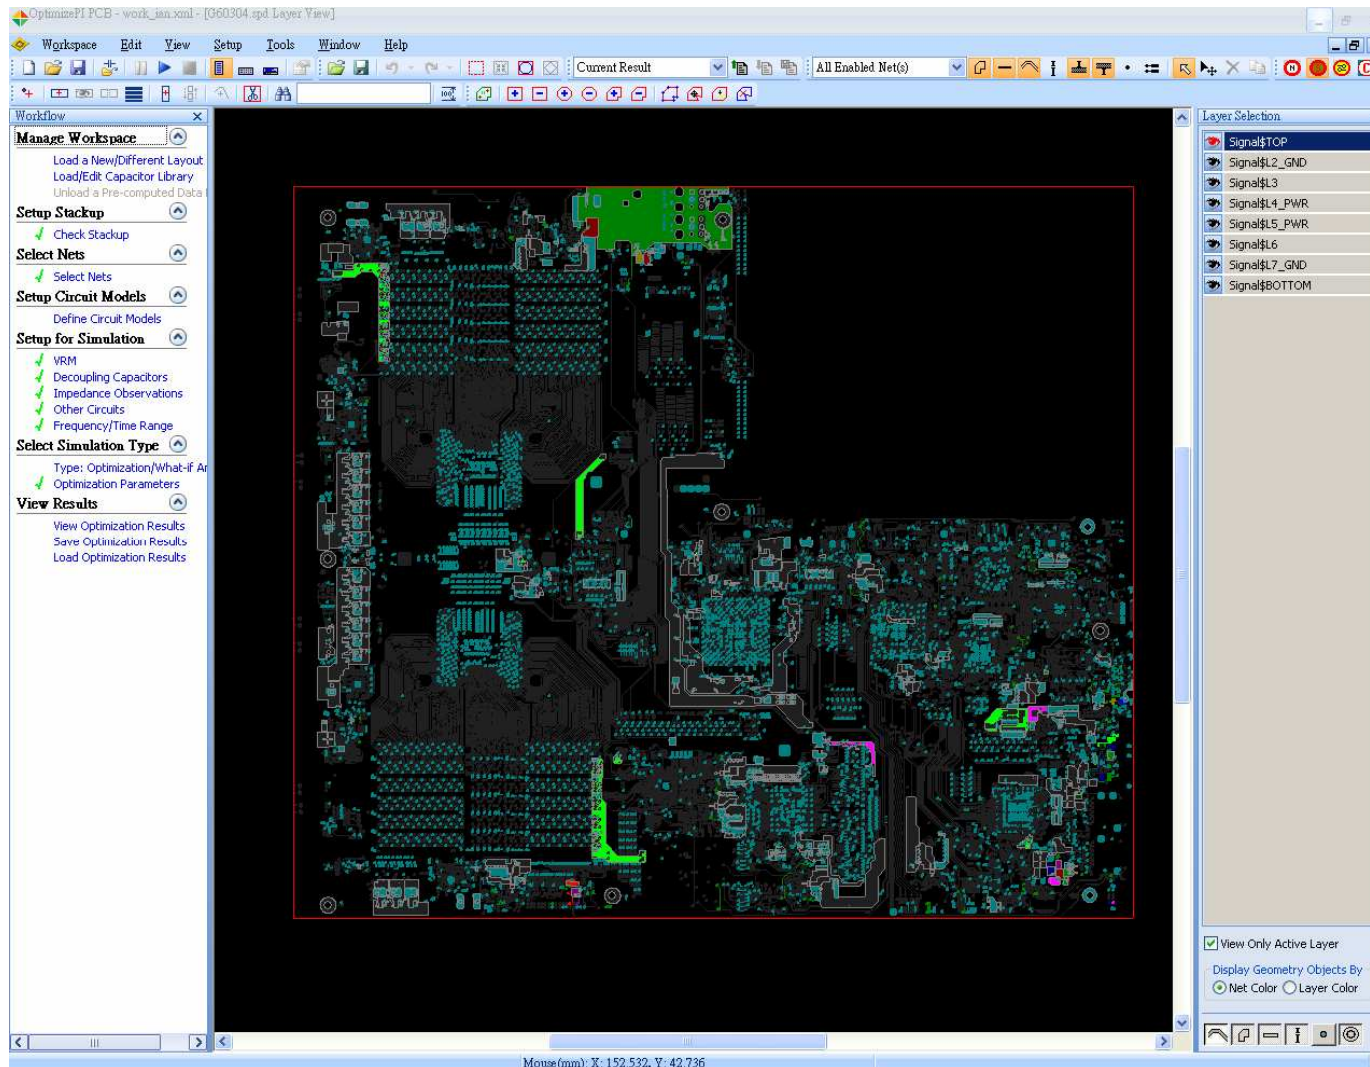 OptimizePI PCB - work_ian.xml - [G60304.spd Layer View]
Workspace Edit View Setup Tools Window Help
Current Result
All Enabled Net(s)
Workflow
Manage Workspace
Load a New/Different Layout
Load/Edit Capacitor Library
Unload a Pre-computed Data
Setup Stackup
Check Stackup
Select Nets
Select Nets
Setup Circuit Models
Define Circuit Models
Setup for Simulation
VRM
Decoupling Capacitors
Impedance Observations
Other Circuits
Frequency/Time Range
Select Simulation Type
Type: Optimization/What-if Ar
Optimization Parameters
View Results
View Optimization Results
Save Optimization Results
Load Optimization Results
Layer Selection
Signal$TOP
Signal$L2_GND
Signal$L3
Signal$L4_PWR
Signal$L5_PWR
Signal$L6
Signal$L7_GND
Signal$BOTTOM
View Only Active Layer
Display Geometry Objects By
Net Color Layer Color
Mouse(mm): X: 152.532, Y: 42.736